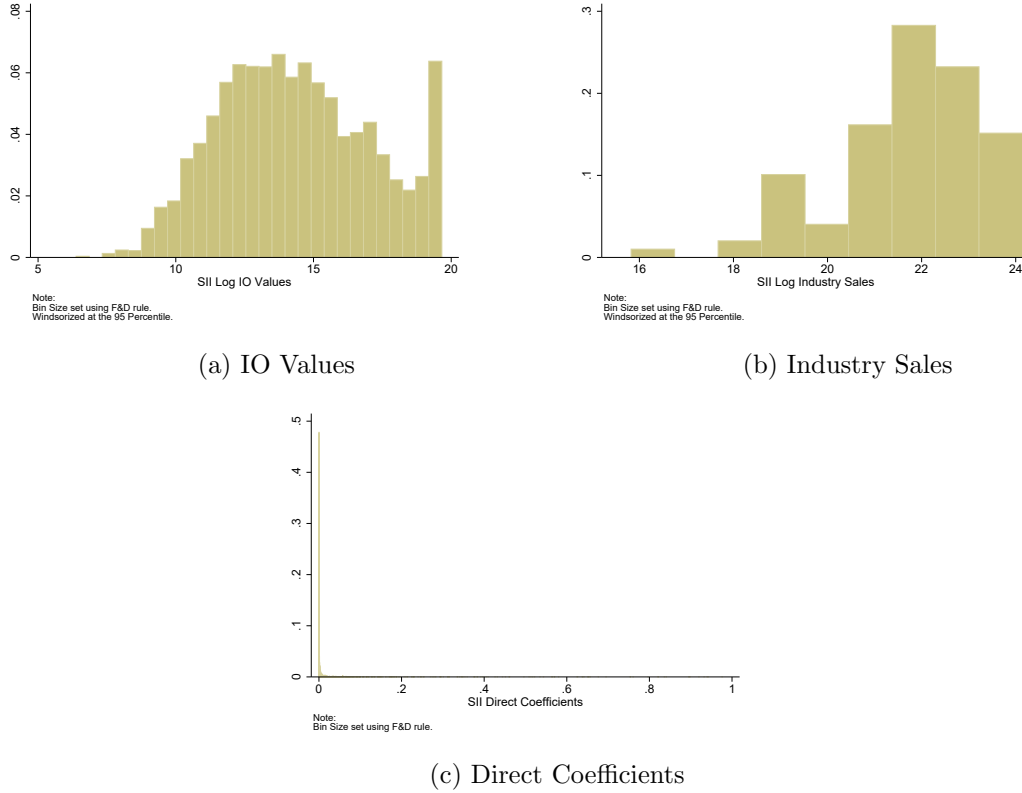 .08
.06
.04
.02
0
5 10 15 20
SII Log IO Values
Note:
Bin Size set using F&D rule.
Windsorized at the 95 Percentile.
(a) IO Values
.3
.2
.1
0
16 18 20 22 24
SII Log Industry Sales
Note:
Bin Size set using F&D rule.
Windsorized at the 95 Percentile.
(b) Industry Sales
.5
.4
.3
.2
.1
0
0 .2 .4 .6 .8 1
SII Direct Coefficients
Note:
Bin Size set using F&D rule.
(c) Direct Coefficients